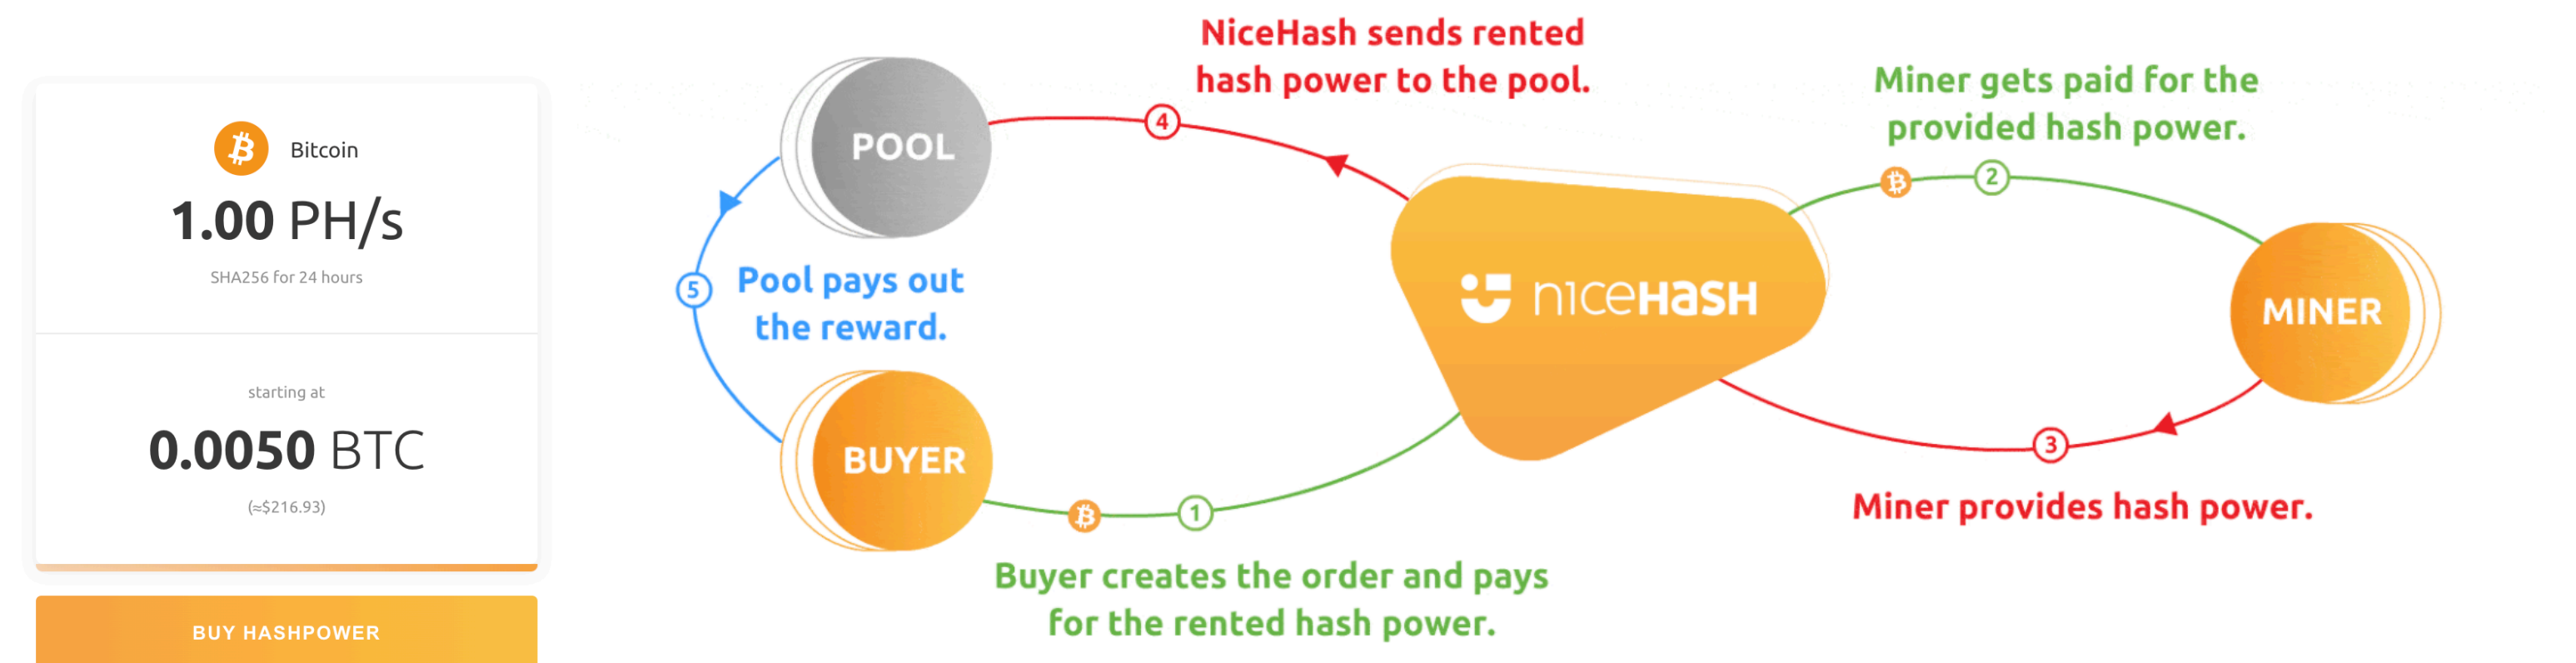 Bitcoin
1.00 PH/s
SHA256 for 24 hours
starting at
0.0050 BTC
(≈$216.93)
BUY HASHPOWER
NiceHash sends rented
hash power to the pool.
4
POOL
5
Pool pays out
the reward.
BUYER
1
Buyer creates the order and pays
for the rented hash power.
nıceHaSH
Miner gets paid for the
provided hash power.
2
MINER
3
Miner provides hash power.